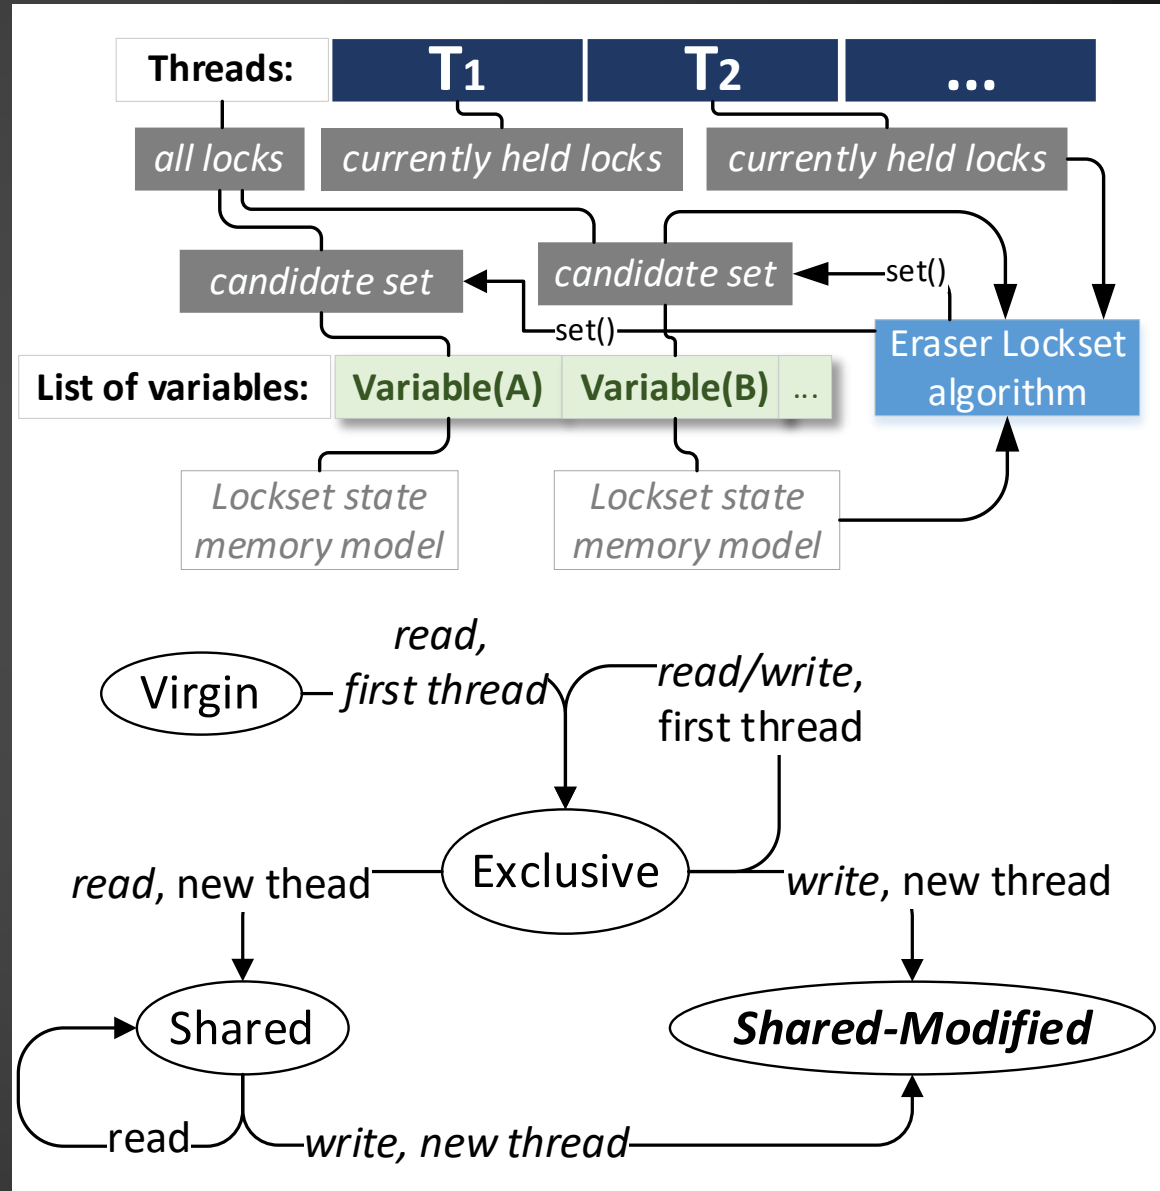 Threads: T1 T2 ...
all locks currently held locks currently held locks
candidate set candidate set set()
set()
Eraser Lockset
algorithm
List of variables: Variable(A) Variable(B) ...
Lockset state
memory model
Lockset state
memory model
Virgin
read,
first thread
read/write,
first thread
Exclusive
read, new thead
write, new thread
Shared
Shared-Modified
read
write, new thread